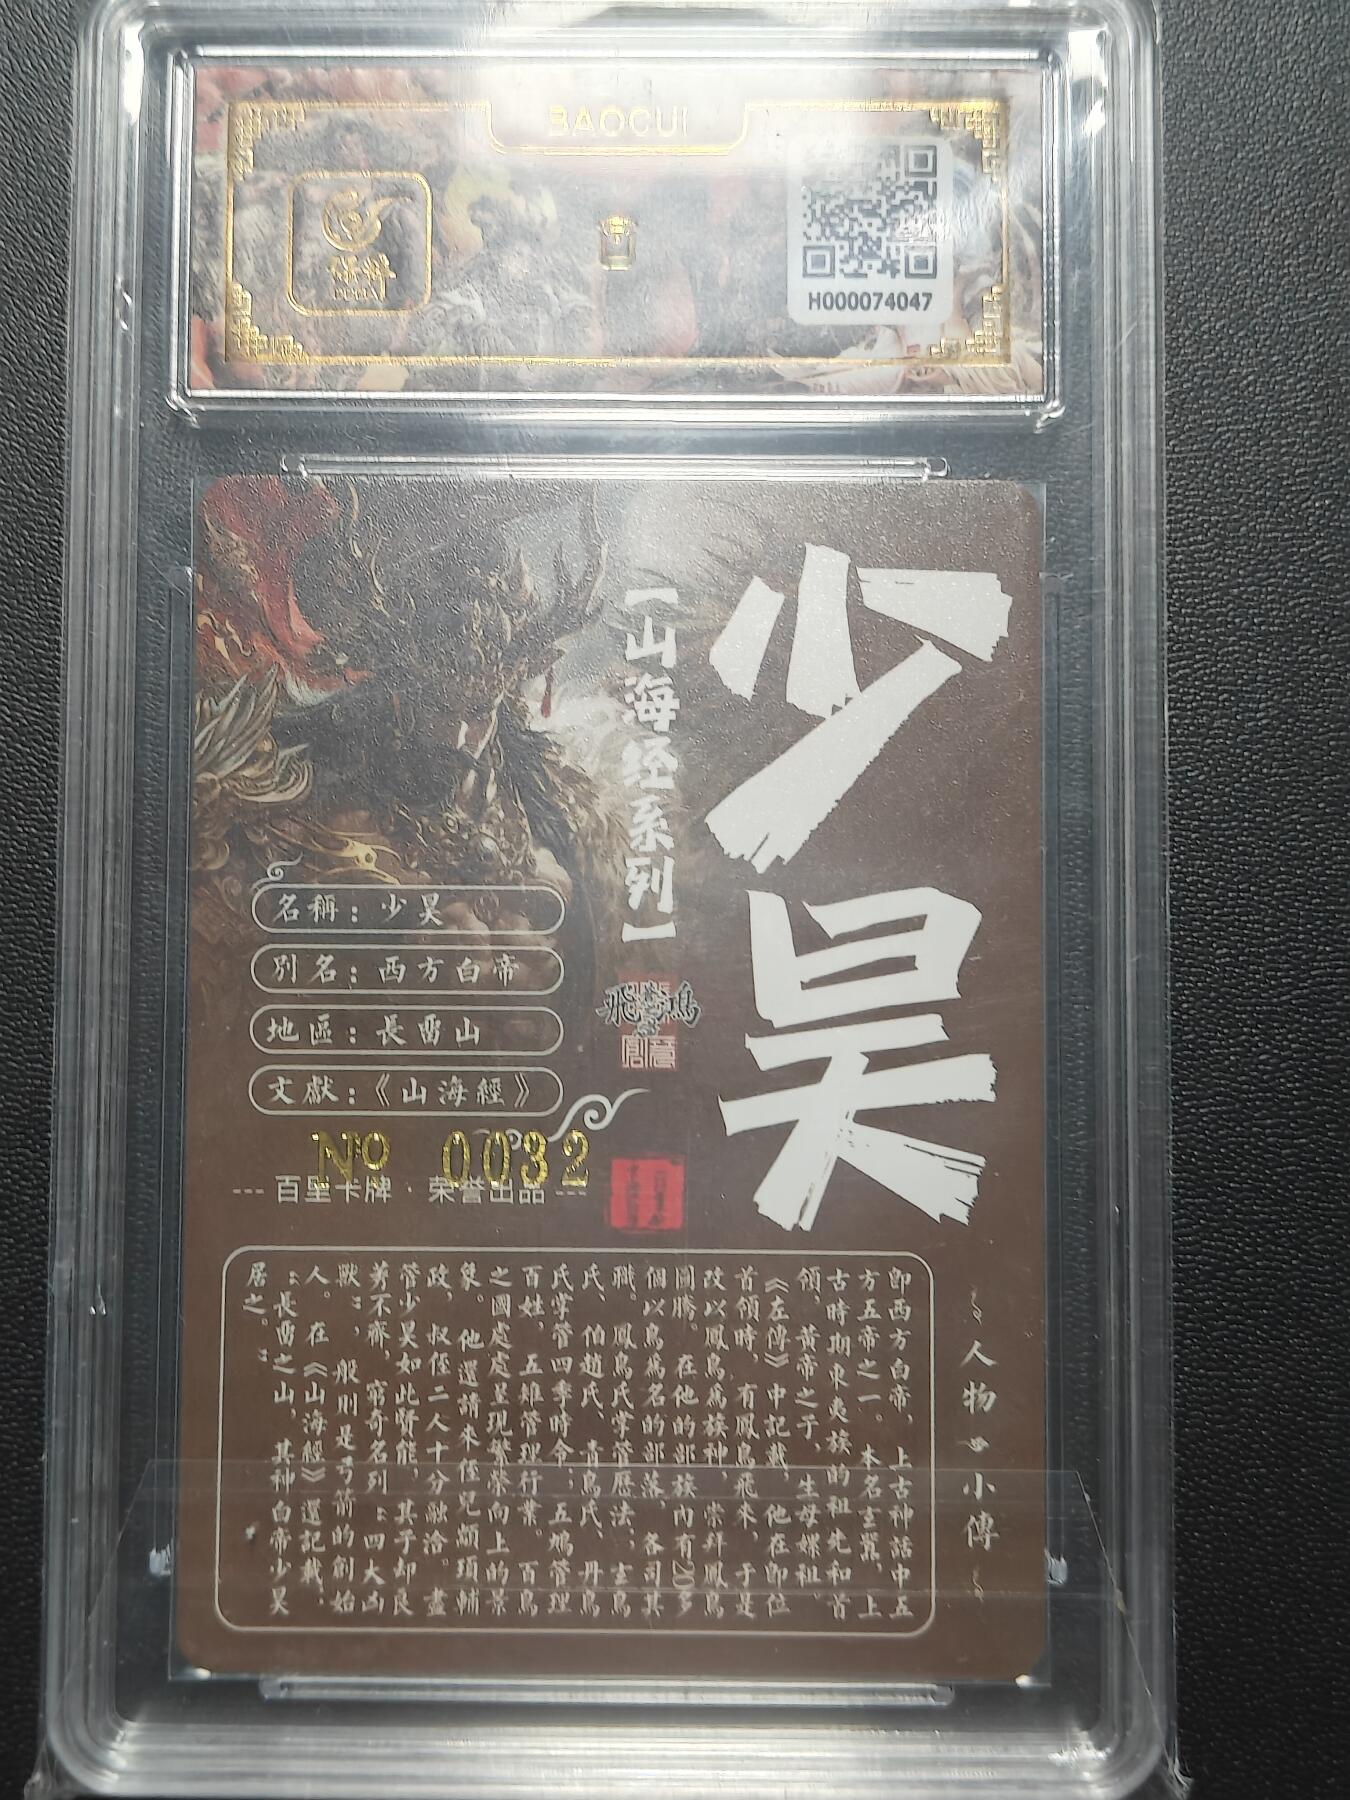 BAOCUI
保粹
H000074047
少昊
【山海经系列】
飛鴻
名稱：少昊
別名：西方白帝
地區：長畱山
文獻：《山海經》
№ 0032
--- 百里卡牌 · 荣誉出品 ---
人物 小傳
即西方白帝，上古神話中五
方五帝之一。本名玄囂，上
古時期東夷族的祖先和首
領。黃帝之子，生母嫘祖。
《左傳》中記載，他在即位
首領時，有鳳鳥飛來，于是
改以鳳鳥為族神，崇拜鳳鳥
圖騰。在他的部族內有20多
個以鳥為名的部落，各司其
職。鳳鳥氏掌管歷法，玄鳥
氏、伯趙氏、青鳥氏、丹鳥
氏掌管四季時令；五鳩管理
百姓，五雉管理行業。百鳥
之國處處呈現繁榮向上的景
象。他還請來侄兒顓頊輔
政，叔侄二人十分融洽。盡
管少昊如此賢能，其子却良
莠不齊，窮奇名列“四大凶
獸”，般則是弓箭的創始
人。在《山海經》還記載，
“長畱之山，其神白帝少昊
居之。”